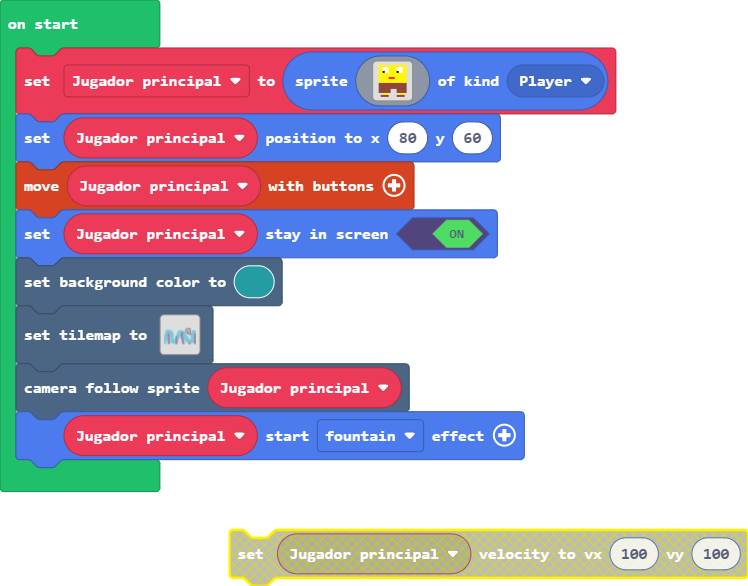 on start
set Jugador principal to sprite of kind Player
set Jugador principal position to x 80 y 60
move Jugador principal with buttons
set Jugador principal stay in screen ON
set background color to
set tilemap to
camera follow sprite Jugador principal
Jugador principal start fountain effect
set Jugador principal velocity to vx 100 vy 100